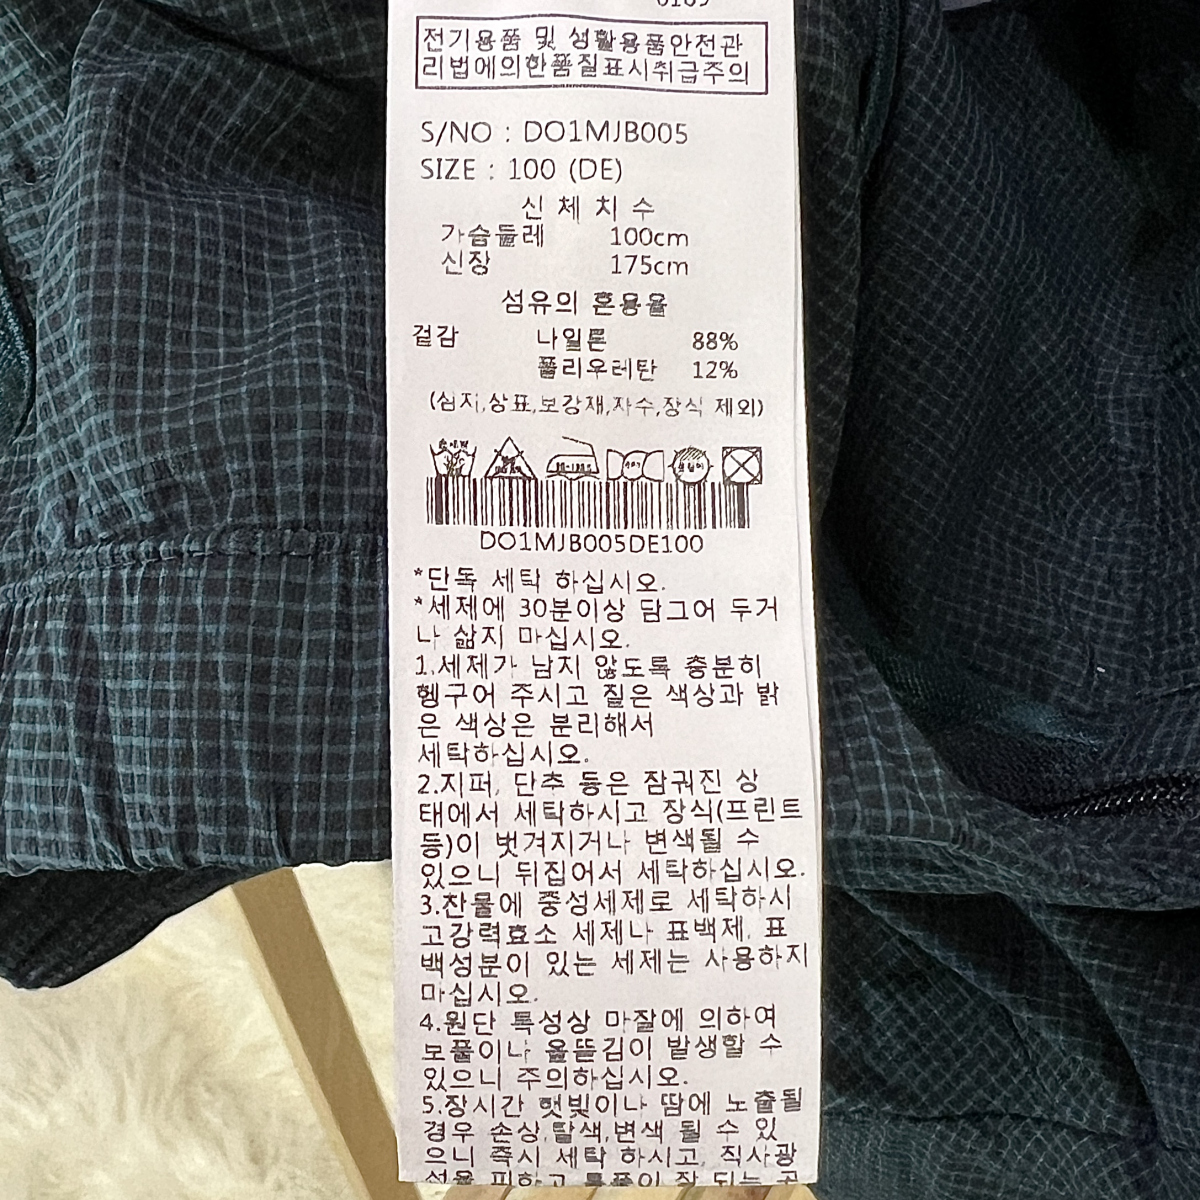 전기용품 및 생활용품안전관
리법에의한품질표시취급주의
S/NO : DO1MJB005
SIZE : 100 (DE)
신 체 치 수
가슴둘레 100cm
신장 175cm
섬유의 혼용율
겉감 나일론 88%
폴리우레탄 12%
(심지,상표,보강재,자수,장식 제외)
DO1MJB005DE100
*단독 세탁 하십시오.
*세제에 30분이상 담그어 두거
나 삶지 마십시오.
1.세제가 남지 않도록 충분히
헹구어 주시고 짙은 색상과 밝
은 색상은 분리해서
세탁하십시오.
2.지퍼, 단추 등은 잠궈진 상
태에서 세탁하시고 장식(프린트
등)이 벗겨지거나 변색될 수
있으니 뒤집어서 세탁하십시오.
3.찬물에 중성세제로 세탁하시
고강력효소 세제나 표백제, 표
백성분이 있는 세제는 사용하지
마십시오.
4.원단 특성상 마찰에 의하여
보풀이나 올뜯김이 발생할 수
있으니 주의하십시오.
5.장시간 햇빛이나 땀에 노출될
경우 손상,탈색,변색 될 수 있
으니 즉시 세탁 하시고, 직사광